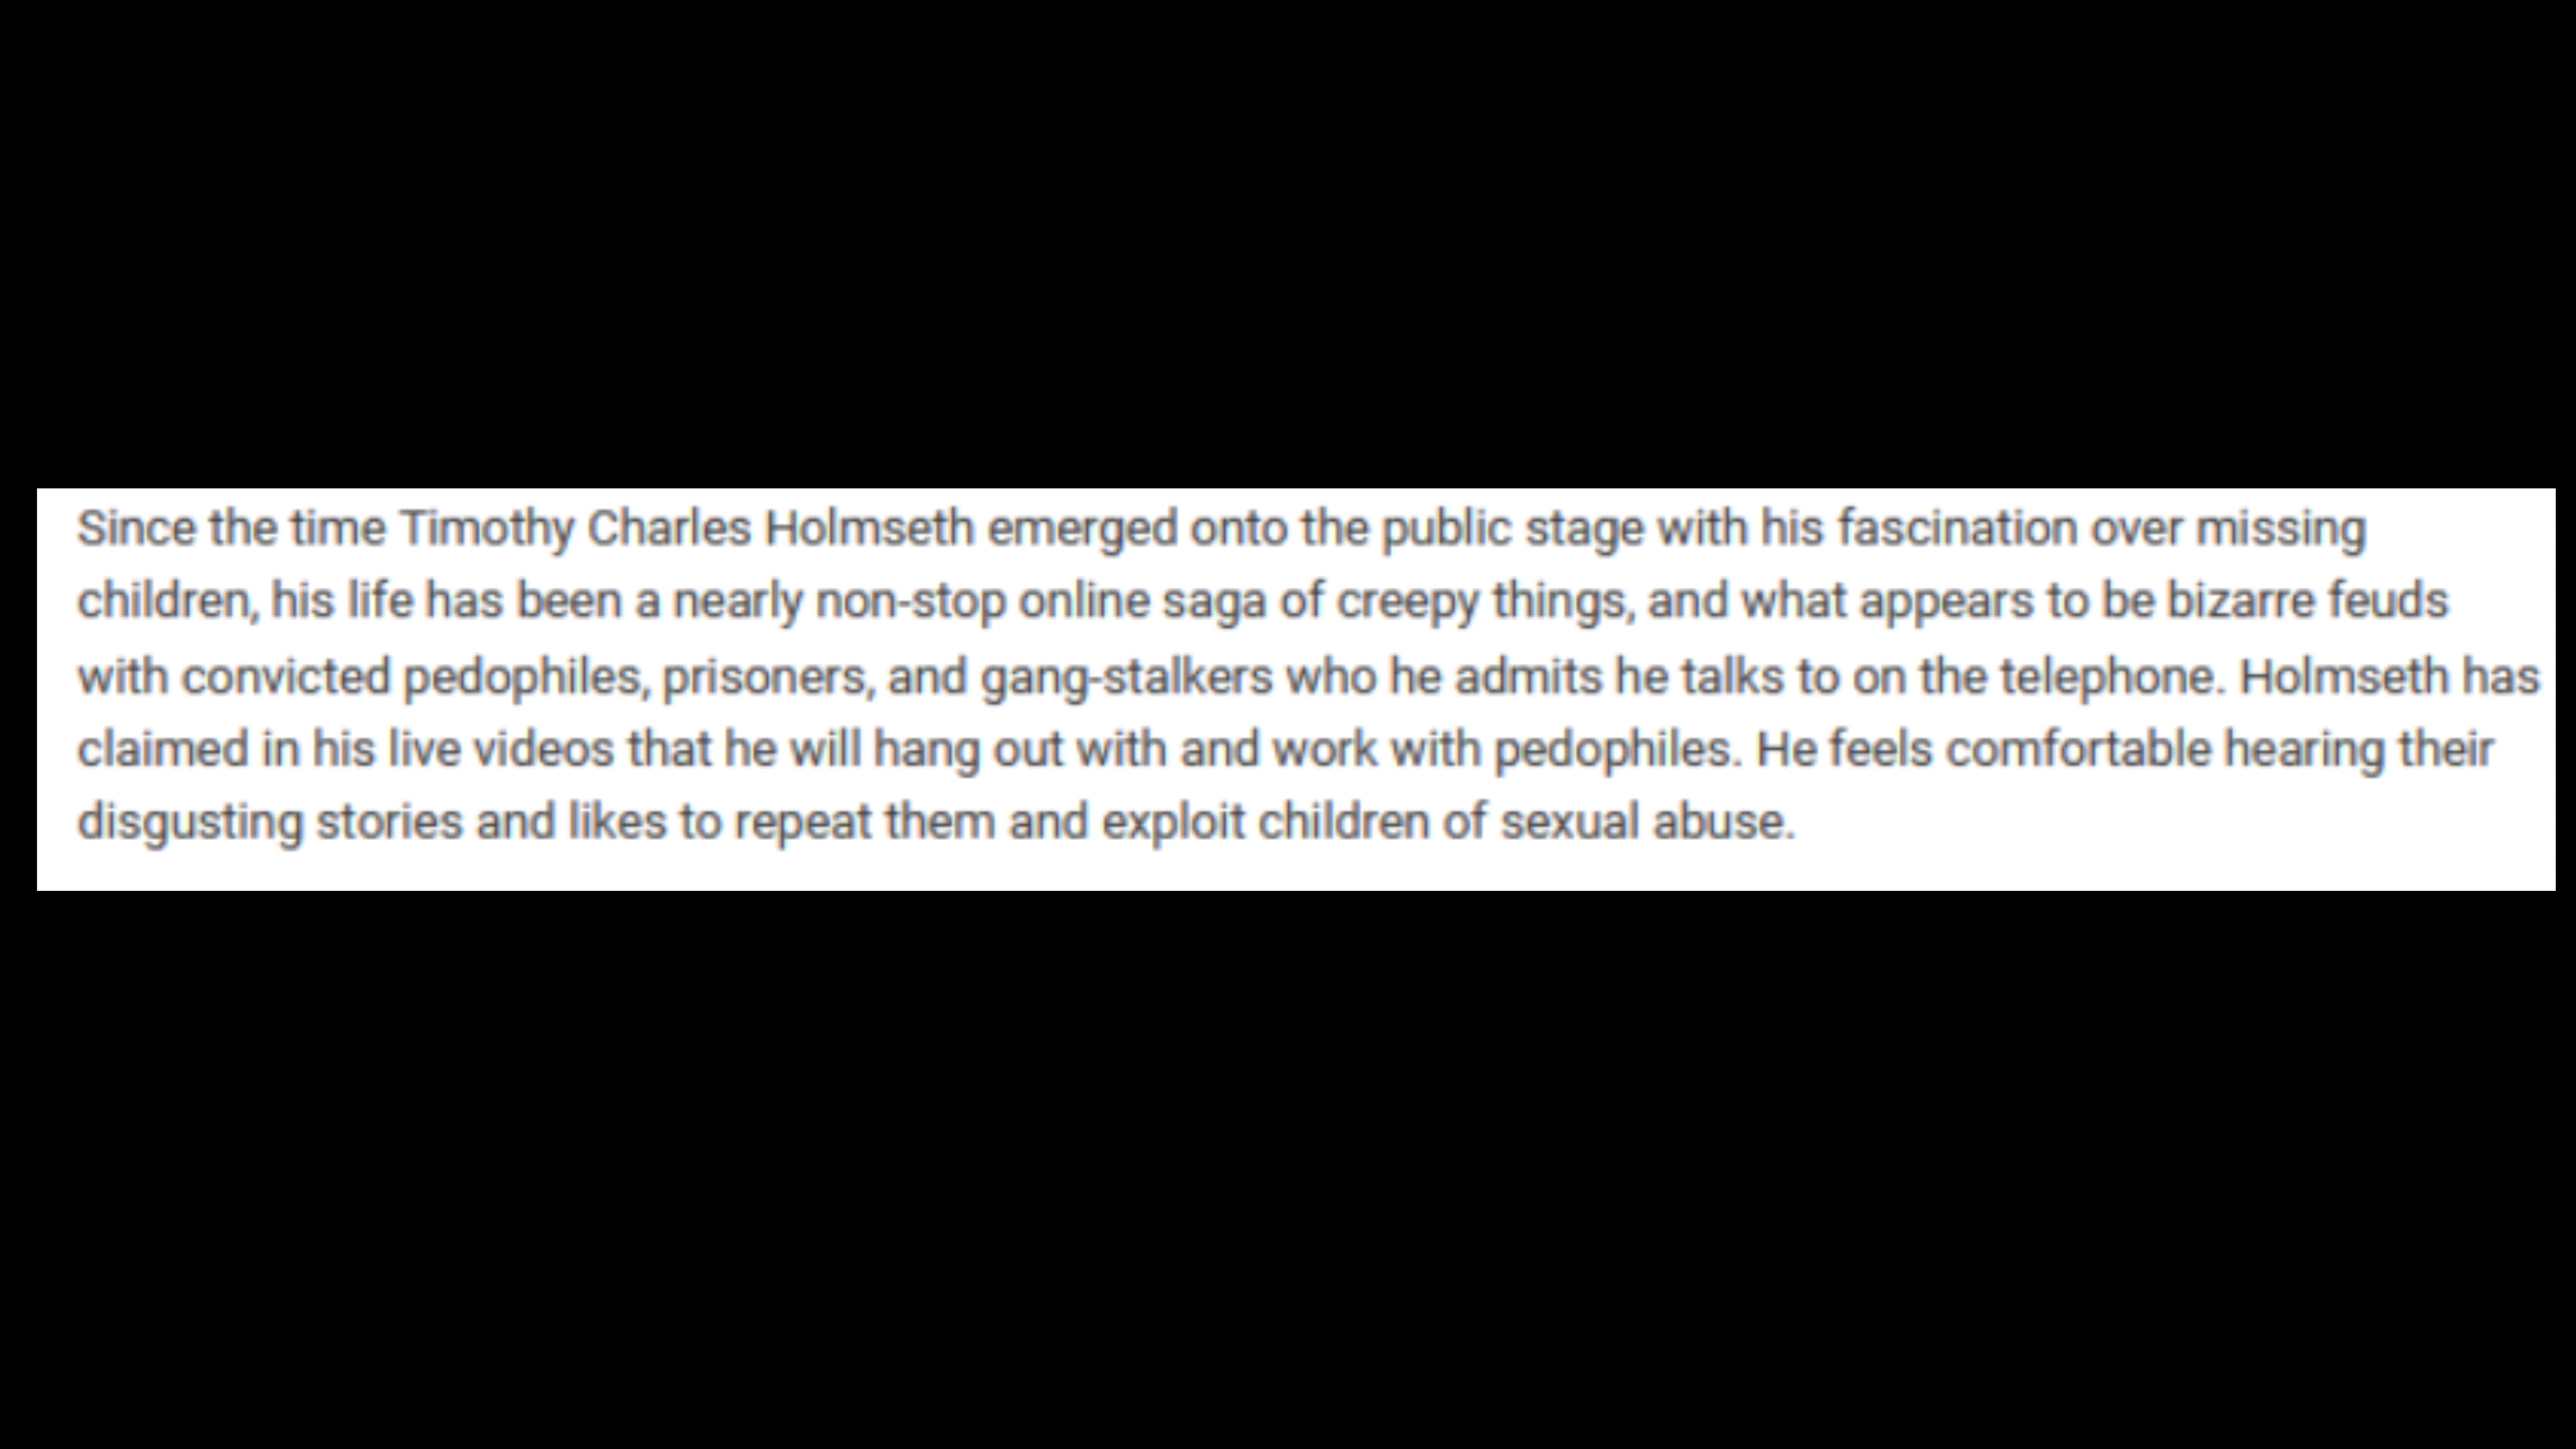 Since the time Timothy Charles Holmseth emerged onto the public stage with his fascination over missing
children, his life has been a nearly non-stop online saga of creepy things, and what appears to be bizarre feuds
with convicted pedophiles, prisoners, and gang-stalkers who he admits he talks to on the telephone. Holmseth has
claimed in his live videos that he will hang out with and work with pedophiles. He feels comfortable hearing their
disgusting stories and likes to repeat them and exploit children of sexual abuse.